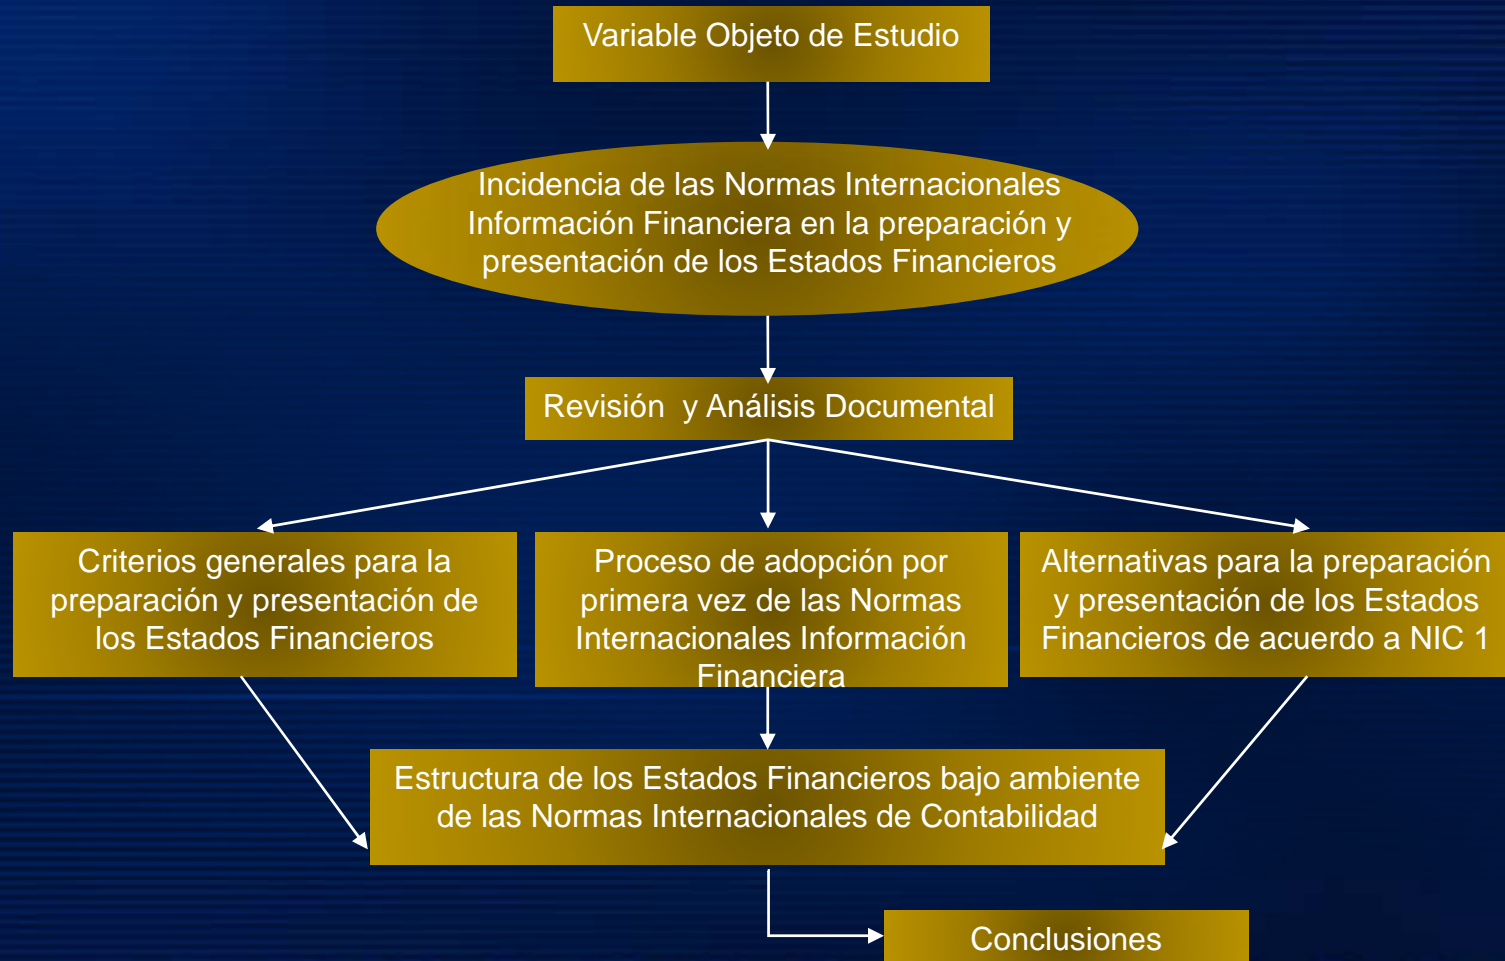 Variable Objeto de Estudio
Incidencia de las Normas Internacionales
Información Financiera en la preparación y
presentación de los Estados Financieros
Revisión  y Análisis Documental
Criterios generales para la
preparación y presentación de
los Estados Financieros
Proceso de adopción por
primera vez de las Normas
Internacionales Información
Financiera
Alternativas para la preparación
y presentación de los Estados
Financieros de acuerdo a NIC 1
Estructura de los Estados Financieros bajo ambiente
de las Normas Internacionales de Contabilidad
Conclusiones